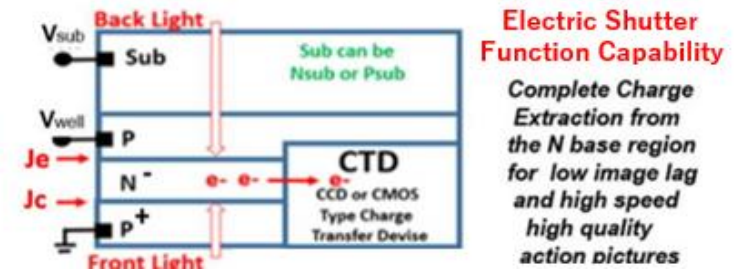 Back Light
Electric Shutter
Function Capability
Vsub
Sub
Sub can be
Nsub or Psub
Complete Charge
Extraction from
the N base region
for low image lag
and high speed
high quality
action pictures
Vwell
P
Je
N -
e- e- e-
Jc
P+
CTD
CCD or CMOS
Type Charge
Transfer Devise
Front Light